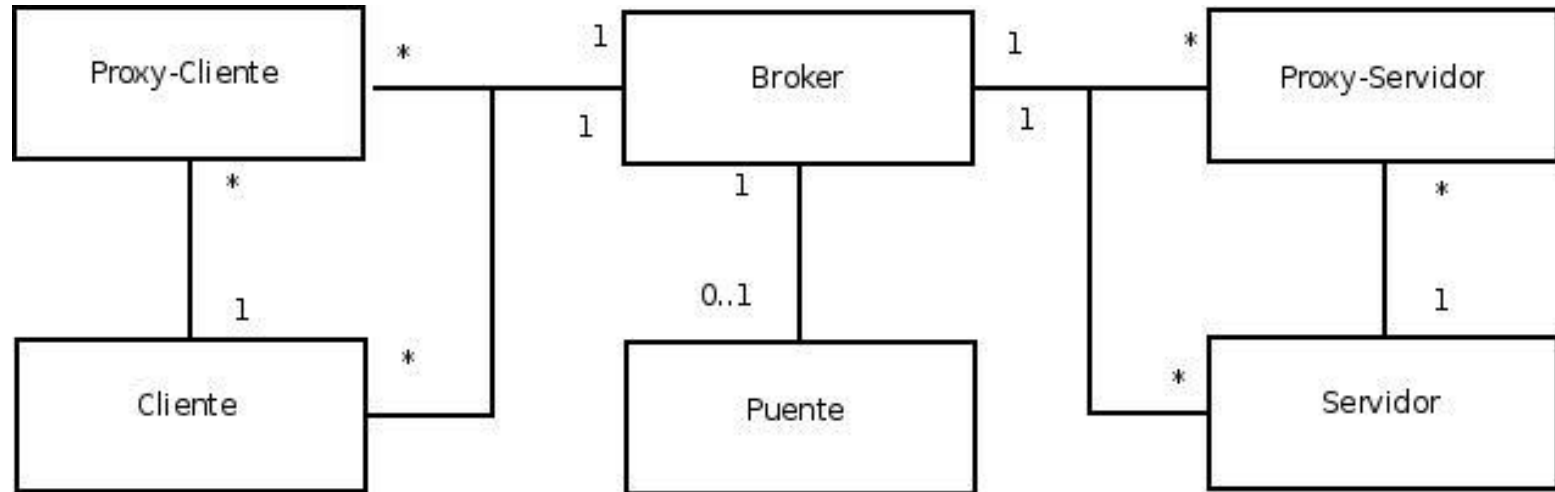 Proxy-Cliente
*
1
Broker
1
*
Proxy-Servidor
1
1
*
1
*
0..1
1
1
*
*
Cliente
Puente
Servidor